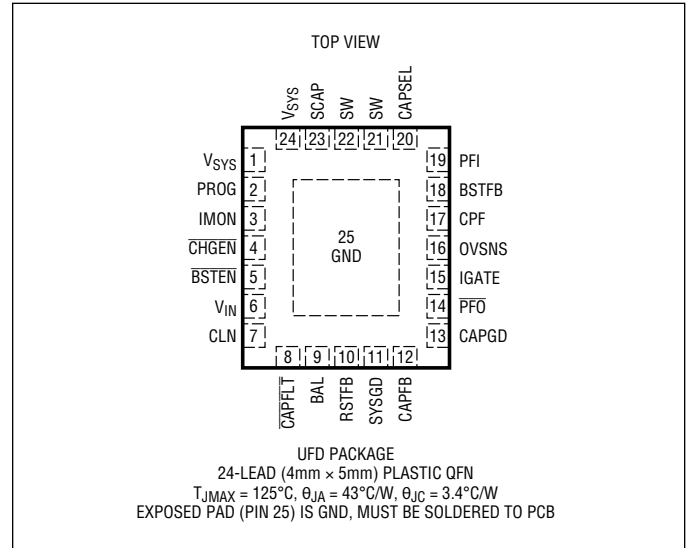 TOP VIEW
VSYS SCAP SW SW CAPSEL
24 23 22 21 20
VSYS 1
PROG 2
IMON 3
CHGEN 4
BSTEN 5
VIN 6
CLN 7
25
GND
19 PFI
18 BSTFB
17 CPF
16 OVSNS
15 IGATE
14 PFO
13 CAPGD
8 9 10 11 12
CAPFLT BAL RSTFB SYSGD CAPFB
UFD PACKAGE
24-LEAD (4mm × 5mm) PLASTIC QFN
TJMAX = 125°C, θJA = 43°C/W, θJC = 3.4°C/W
EXPOSED PAD (PIN 25) IS GND, MUST BE SOLDERED TO PCB